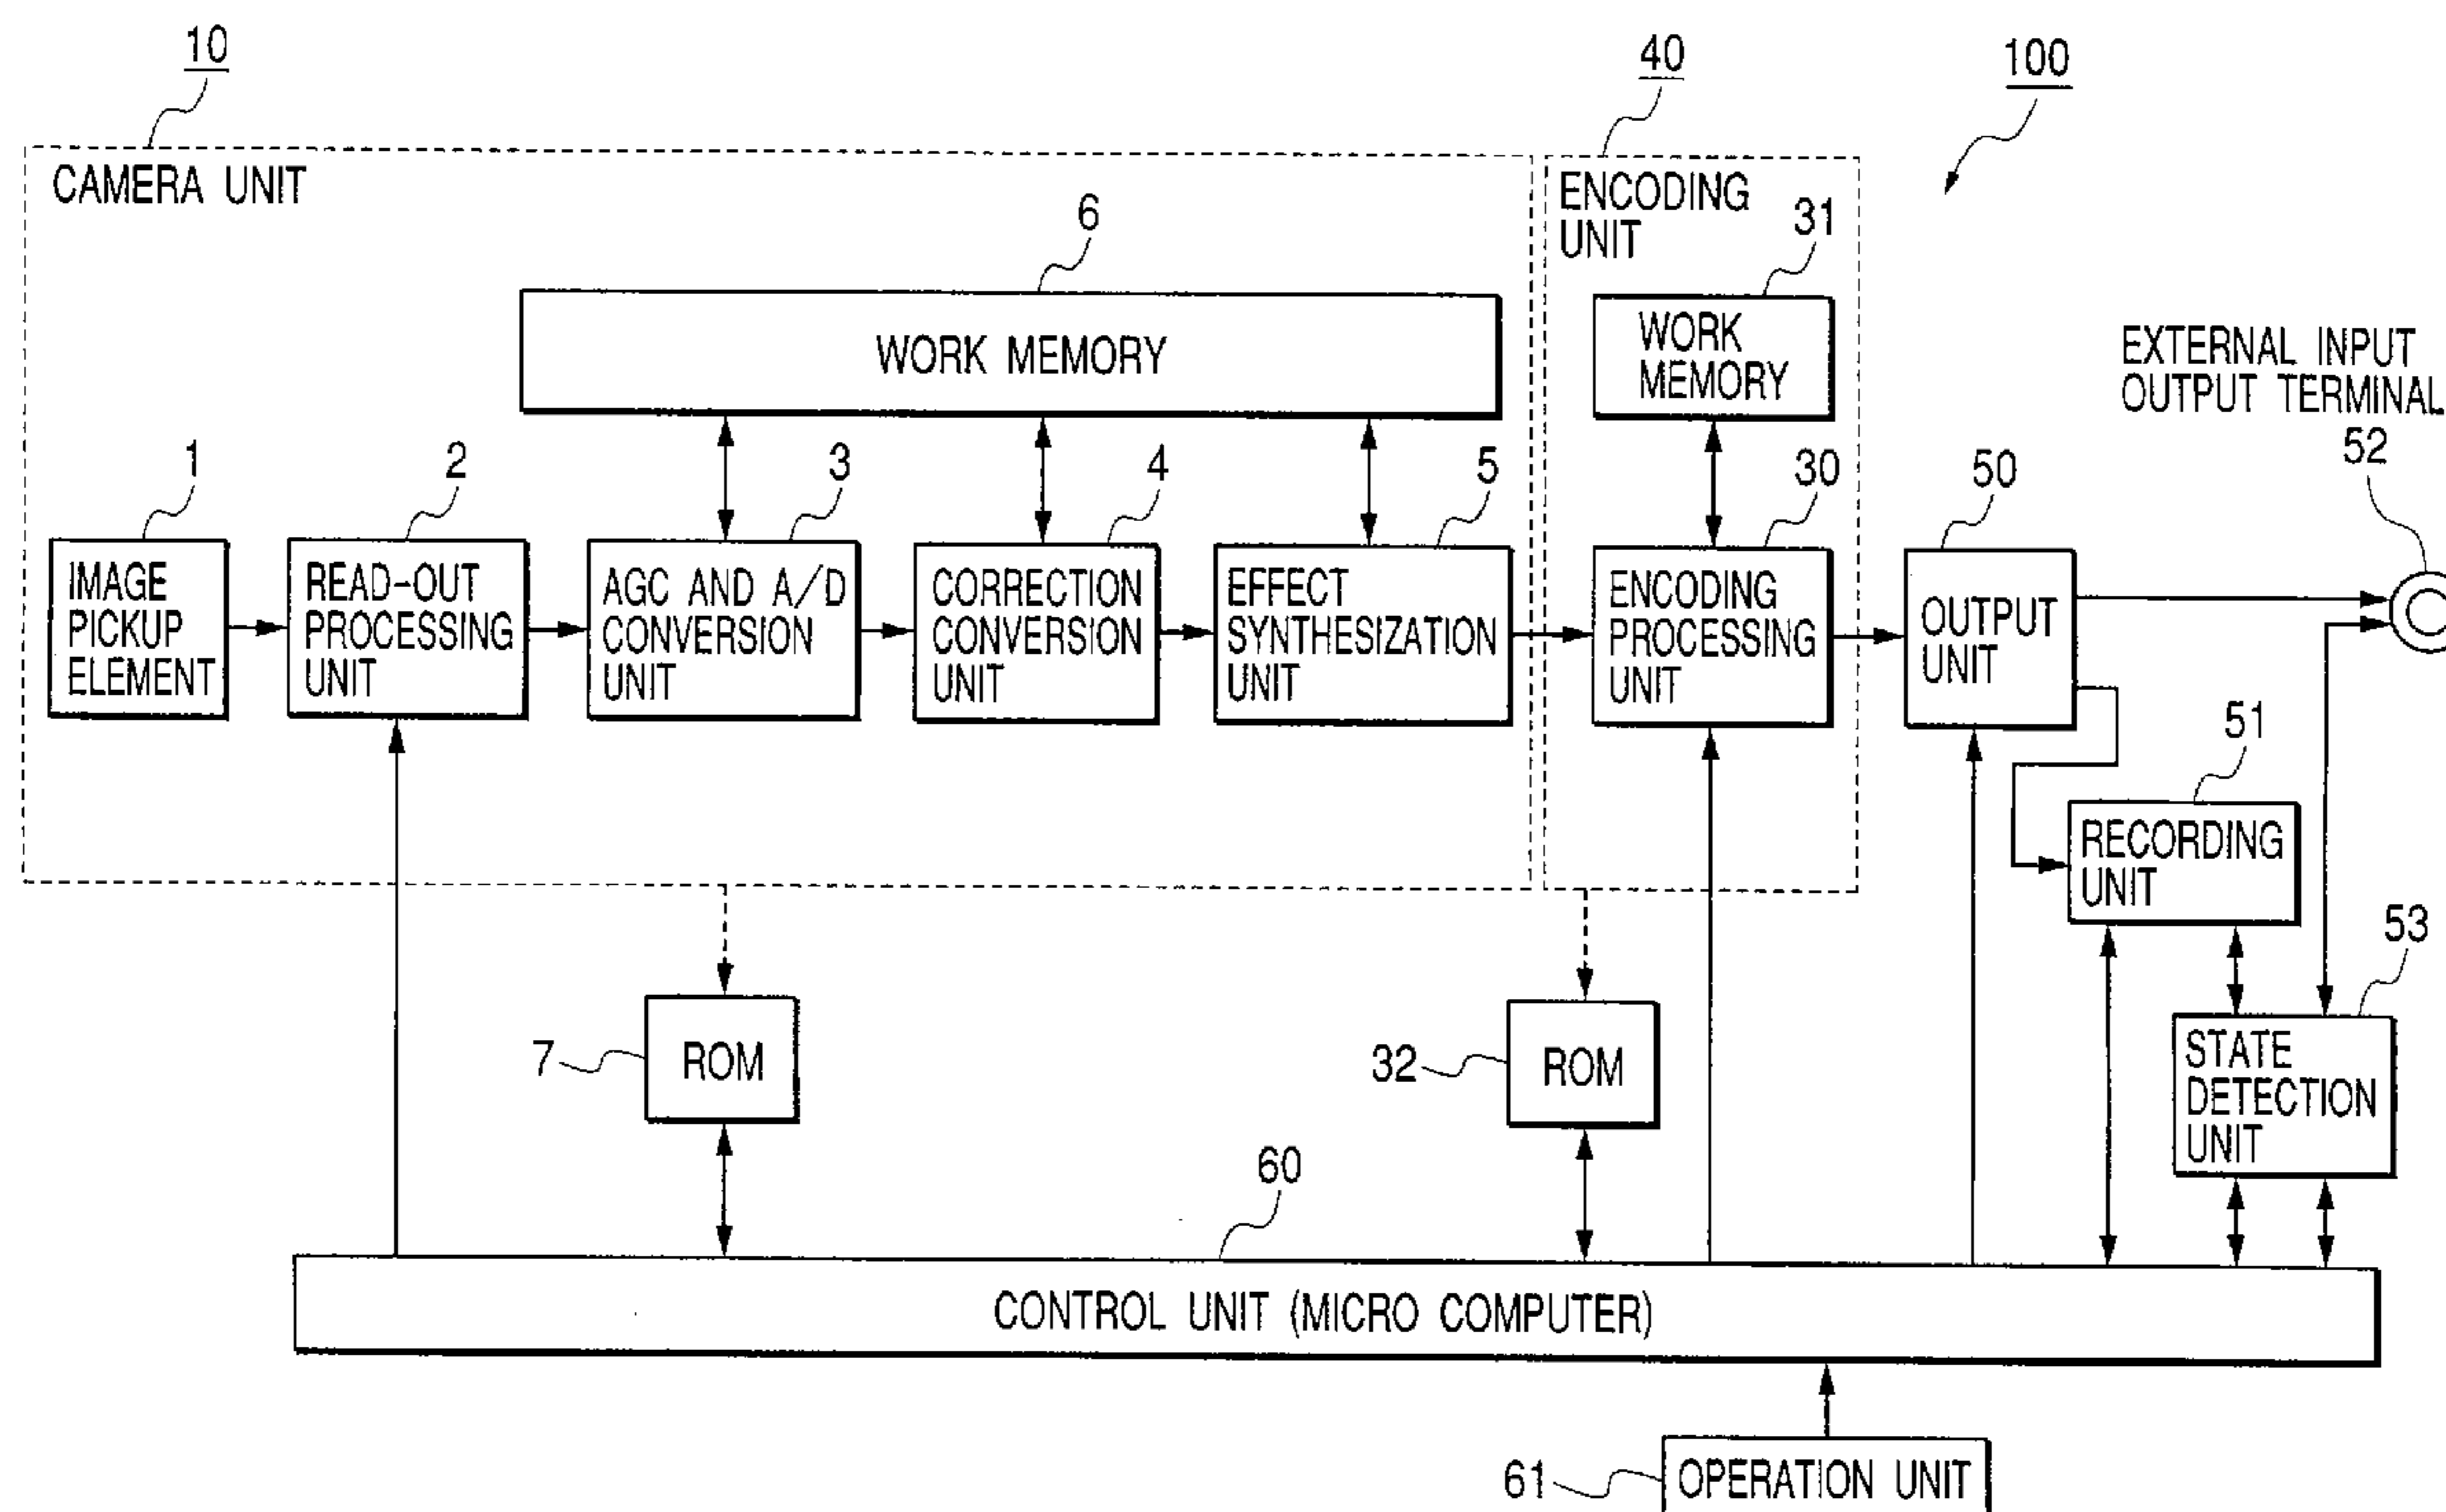 10
40
100
CAMERA UNIT
ENCODING
UNIT
6
31
WORK MEMORY
WORK
MEMORY
EXTERNAL INPUT
OUTPUT TERMINAL
1
2
3
4
5
30
50
52
IMAGE
PICKUP
ELEMENT
READ-OUT
PROCESSING
UNIT
AGC AND A/D
CONVERSION
UNIT
CORRECTION
CONVERSION
UNIT
EFFECT
SYNTHESIZATION
UNIT
ENCODING
PROCESSING
UNIT
OUTPUT
UNIT
51
RECORDING
UNIT
53
7
ROM
32
ROM
STATE
DETECTION
UNIT
60
CONTROL UNIT (MICRO COMPUTER)
61
OPERATION UNIT